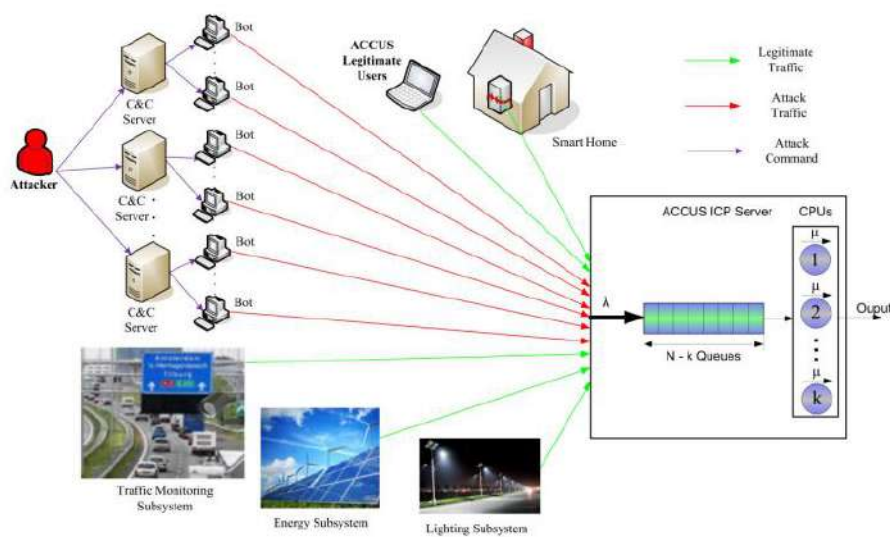 Bot
C&C
Server
Bot
Attacker
C&C
Server
Bot
Bot
C&C
Server
Bot
Bot
ACCUS
Legitimate
Users
Smart Home
Legitimate
Traffic
Attack
Traffic
Attack
Command
ACCUS ICP Server
CPUs
λ
N - k Queues
μ
1
μ
2
μ
k
Ouput
Traffic Monitoring
Subsystem
Energy Subsystem
Lighting Subsystem